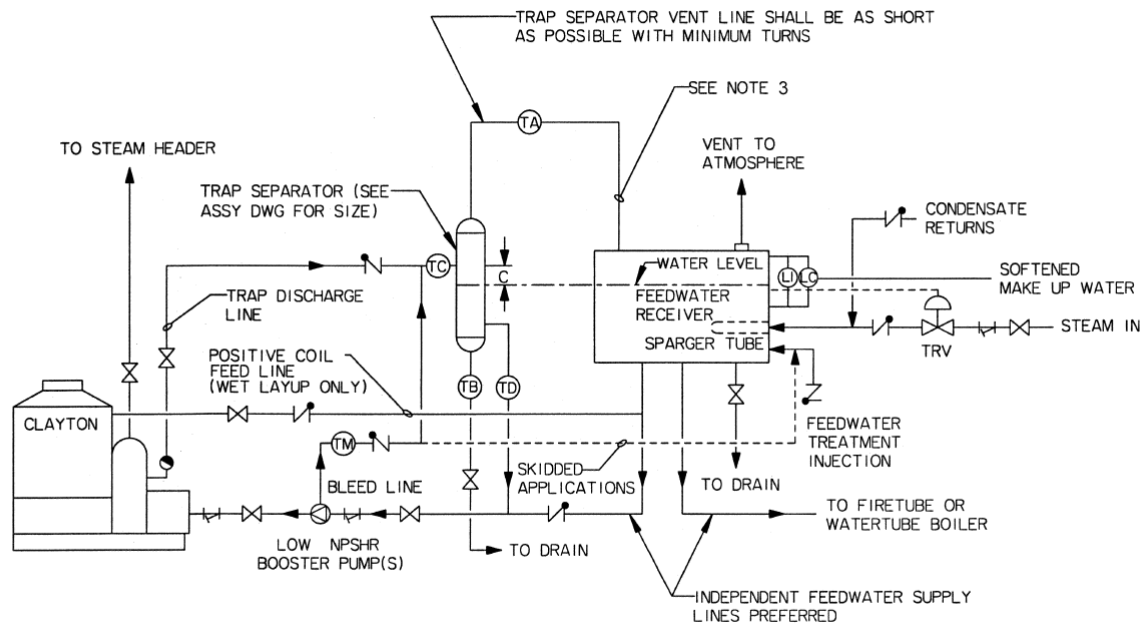 TRAP SEPARATOR VENT LINE SHALL BE AS SHORT
AS POSSIBLE WITH MINIMUM TURNS
SEE NOTE 3
TA
TO STEAM HEADER
VENT TO
ATMOSPHERE
TRAP SEPARATOR (SEE
ASSY DWG FOR SIZE)
CONDENSATE
RETURNS
TC
C
WATER LEVEL
LI
LC
SOFTENED
MAKE UP WATER
FEEDWATER
RECEIVER
TRAP DISCHARGE
LINE
STEAM IN
SPARGER TUBE
TRV
POSITIVE COIL
FEED LINE
(WET LAYUP ONLY)
TB
TD
CLAYTON
FEEDWATER
TREATMENT
INJECTION
TM
SKIDDED
APPLICATIONS
TO DRAIN
BLEED LINE
TO FIRETUBE OR
WATERTUBE BOILER
LOW NPSHR
BOOSTER PUMP(S)
TO DRAIN
INDEPENDENT FEEDWATER SUPPLY
LINES PREFERRED